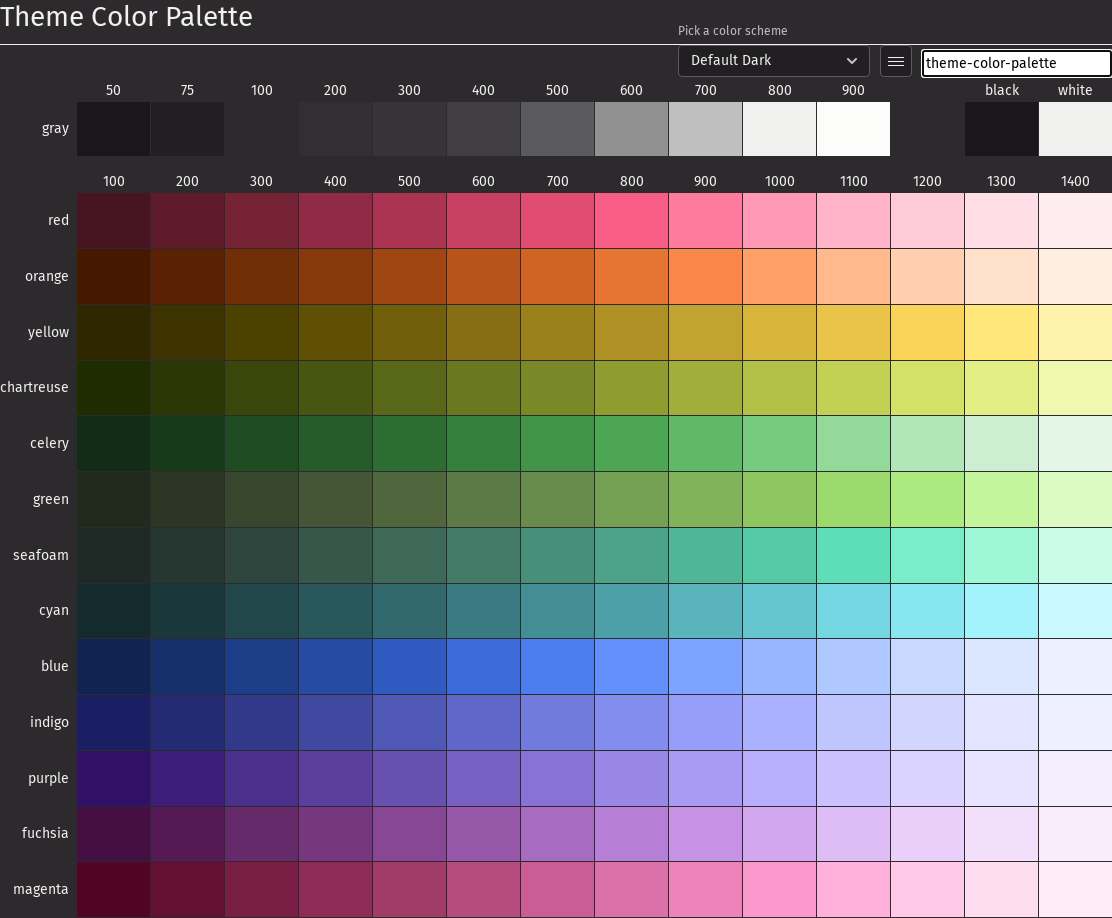 Theme Color Palette
Pick a color scheme
Default Dark
theme-color-palette
50 75 100 200 300 400 500 600 700 800 900 black white
gray
100 200 300 400 500 600 700 800 900 1000 1100 1200 1300 1400
red
orange
yellow
chartreuse
celery
green
seafoam
cyan
blue
indigo
purple
fuchsia
magenta